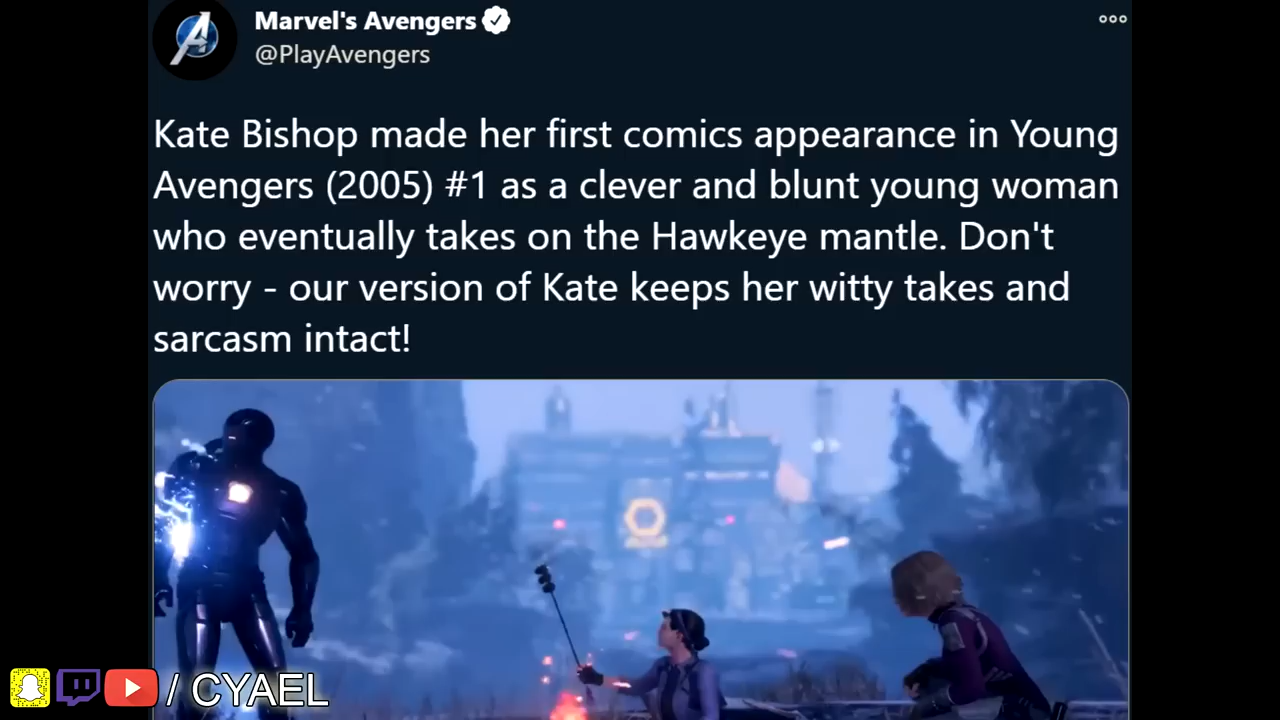 Marvel's Avengers
@PlayAvengers
Kate Bishop made her first comics appearance in Young
Avengers (2005) #1 as a clever and blunt young woman
who eventually takes on the Hawkeye mantle. Don't
worry - our version of Kate keeps her witty takes and
sarcasm intact!
/ CYAEL